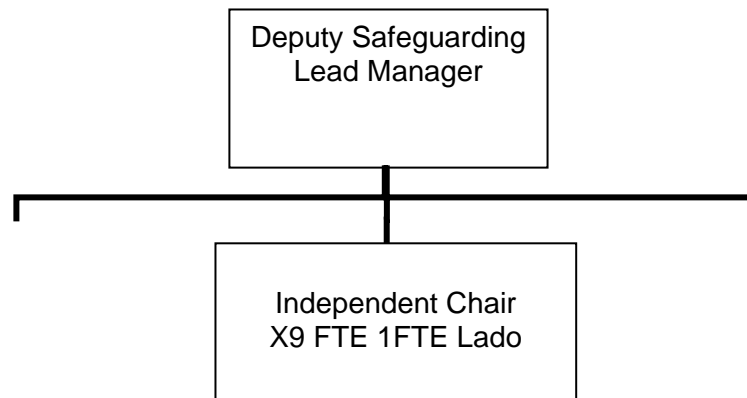 Deputy Safeguarding
Lead Manager
Independent Chair
X9 FTE 1FTE Lado